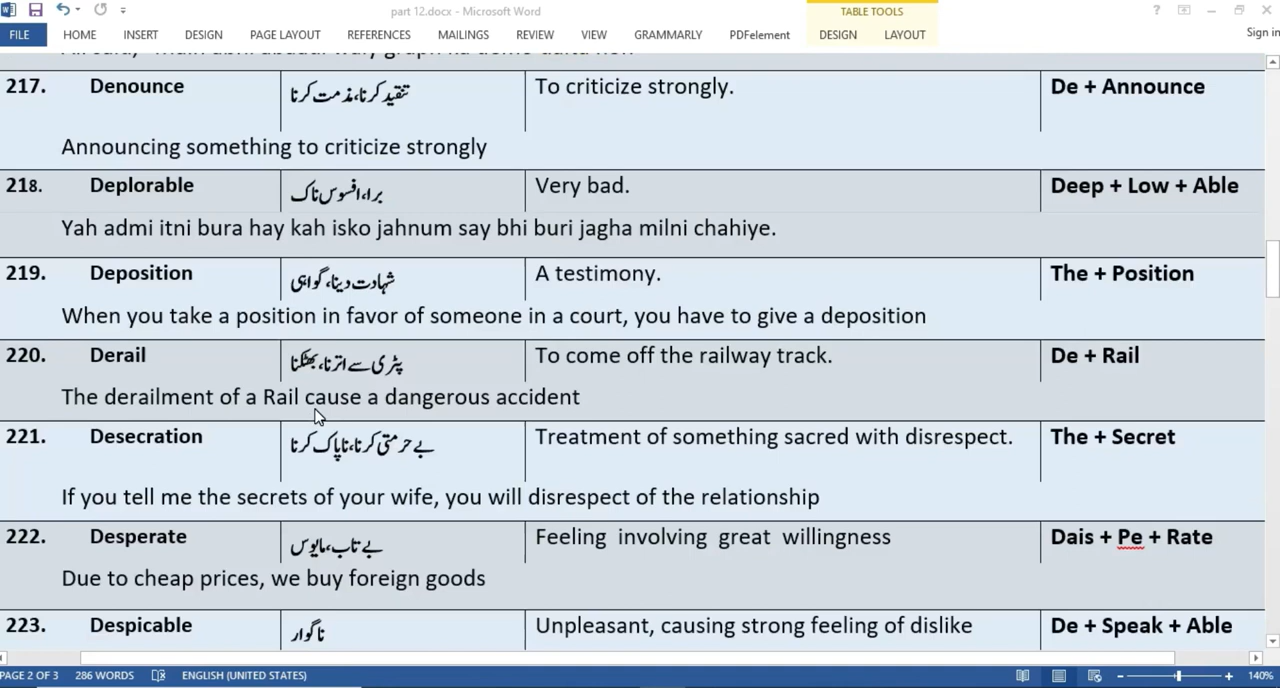 part 12.docx - Microsoft Word
TABLE TOOLS
FILE HOME INSERT DESIGN PAGE LAYOUT REFERENCES MAILINGS REVIEW VIEW GRAMMARLY PDFelement DESIGN LAYOUT Sign in
217. Denounce تنقید کرنا، مذمت کرنا To criticize strongly. De + Announce
Announcing something to criticize strongly
218. Deplorable برا، افسوس ناک Very bad. Deep + Low + Able
Yah admi itni bura hay kah isko jahnum say bhi buri jagha milni chahiye.
219. Deposition شہادت دینا، گواہی A testimony. The + Position
When you take a position in favor of someone in a court, you have to give a deposition
220. Derail پٹری سے اترنا، بھٹکنا To come off the railway track. De + Rail
The derailment of a Rail cause a dangerous accident
221. Desecration بے حرمتی کرنا، ناپاک کرنا Treatment of something sacred with disrespect. The + Secret
If you tell me the secrets of your wife, you will disrespect of the relationship
222. Desperate بے تاب، مایوس Feeling involving great willingness Dais + Pe + Rate
Due to cheap prices, we buy foreign goods
223. Despicable ناگوار Unpleasant, causing strong feeling of dislike De + Speak + Able
PAGE 2 OF 3 286 WORDS ENGLISH (UNITED STATES) 140%